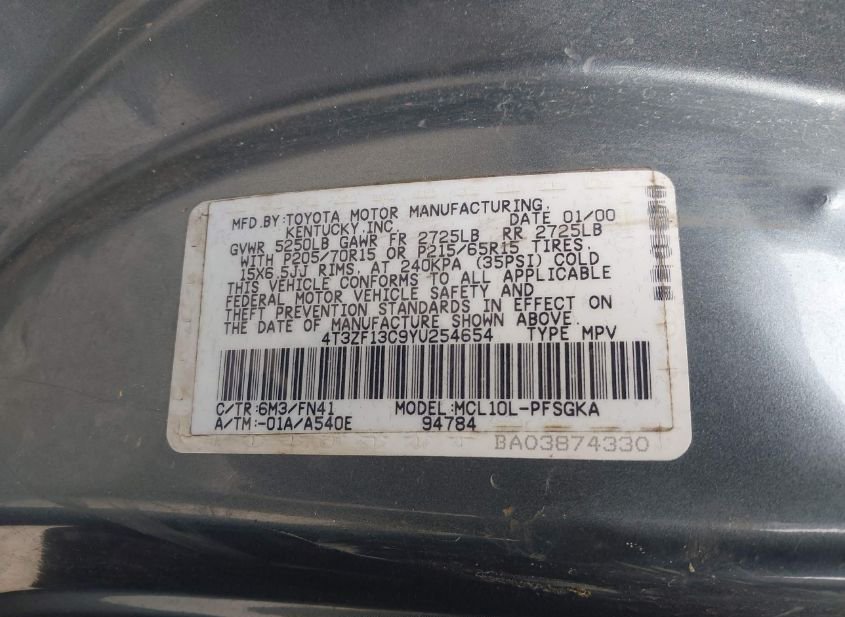 MFD.BY:TOYOTA MOTOR MANUFACTURING,
KENTUCKY,INC. DATE 01/00
GVWR 5250LB GAWR FR 2725LB RR 2725LB
WITH P205/70R15 OR P215/65R15 TIRES,
15X6.5JJ RIMS, AT 240KPA (35PSI) COLD
THIS VEHICLE CONFORMS TO ALL APPLICABLE
FEDERAL MOTOR VEHICLE SAFETY AND
THEFT PREVENTION STANDARDS IN EFFECT ON
THE DATE OF MANUFACTURE SHOWN ABOVE.
4T3ZF13C9YU254654 TYPE MPV
C/TR:6M3/FN41 MODEL:MCL10L-PFSGKA
A/TM:-01A/A540E 94784
BA03874330